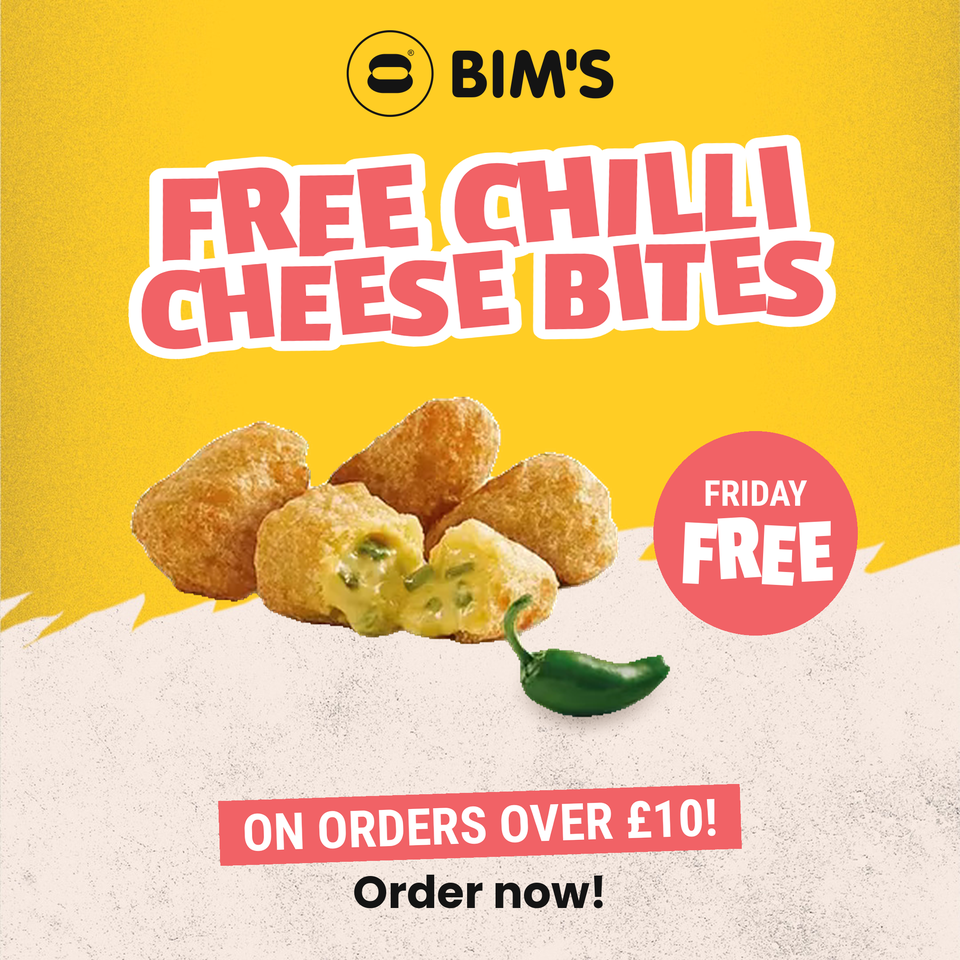 BIM'S
FREE CHILLI
CHEESE BITES
FRIDAY
FREE
ON ORDERS OVER £10!
Order now!